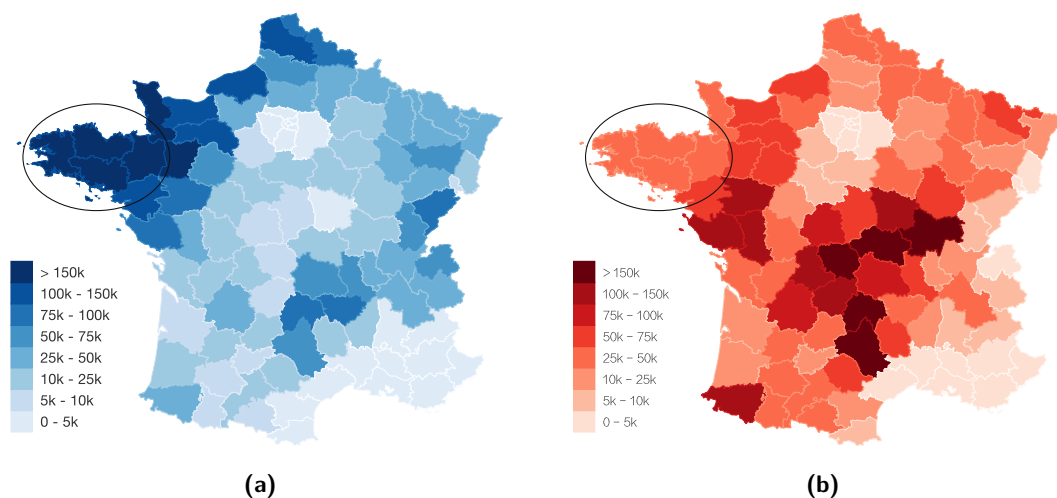 > 150k
100k - 150k
75k - 100k
50k - 75k
25k - 50k
10k - 25k
5k - 10k
0 - 5k
(a)
> 150k
100k – 150k
75k – 100k
50k – 75k
25k – 50k
10k – 25k
5k – 10k
0 – 5k
(b)